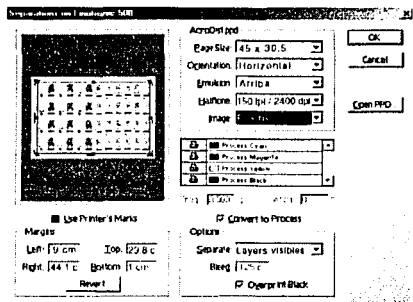 Separations on Linotronic 500
AcroDist.ppd
Page Size: 45 x 30.5
Orientation: Horizontal
Emulsion: Arriba
Halftone: 150 lpi / 2400 dpi
Image:
OK
Cancel
Open PPD
Process Cyan
Process Magenta
Process Yellow
Process Black
Use Printer's Marks
Convert to Process
Margins
Left: 9 cm Top: 29.8 c
Right: 44.1 c Bottom: 1 cm
Revert
Options
Separate: Layers visibles
Bleed: .125 c
Overprint Black